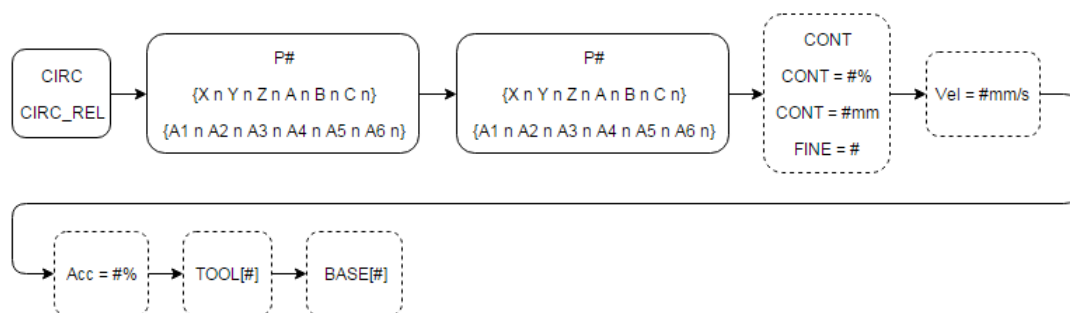 CIRC
CIRC_REL
P#
{X n Y n Z n A n B n C n}
{A1 n A2 n A3 n A4 n A5 n A6 n}
P#
{X n Y n Z n A n B n C n}
{A1 n A2 n A3 n A4 n A5 n A6 n}
CONT
CONT = #%
CONT = #mm
FINE = #
Vel = #mm/s
Acc = #%
TOOL[#]
BASE[#]